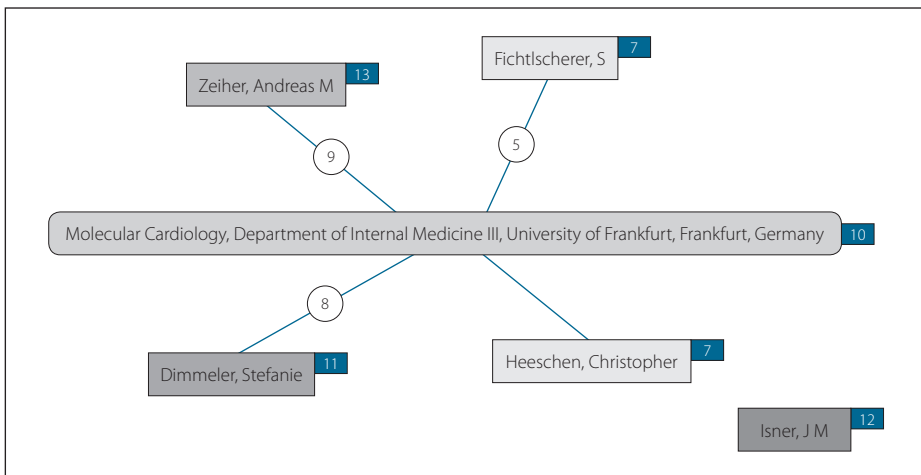 Fichtlscherer, S
7
Zeiher, Andreas M
13
9
5
Molecular Cardiology, Department of Internal Medicine III, University of Frankfurt, Frankfurt, Germany
10
8
Dimmeler, Stefanie
11
Heeschen, Christopher
7
Isner, J M
12